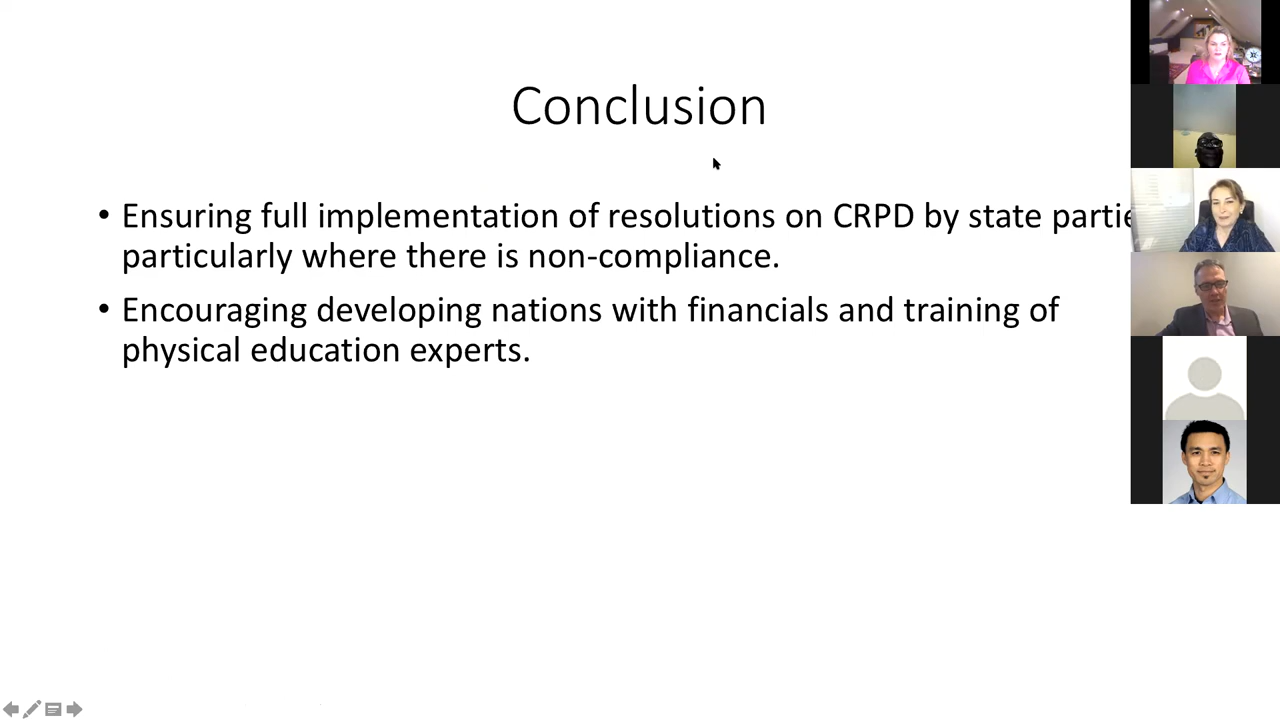 Conclusion
• Ensuring full implementation of resolutions on CRPD by state
particularly where there is non-compliance.
• Encouraging developing nations with financials and training of
physical education experts.